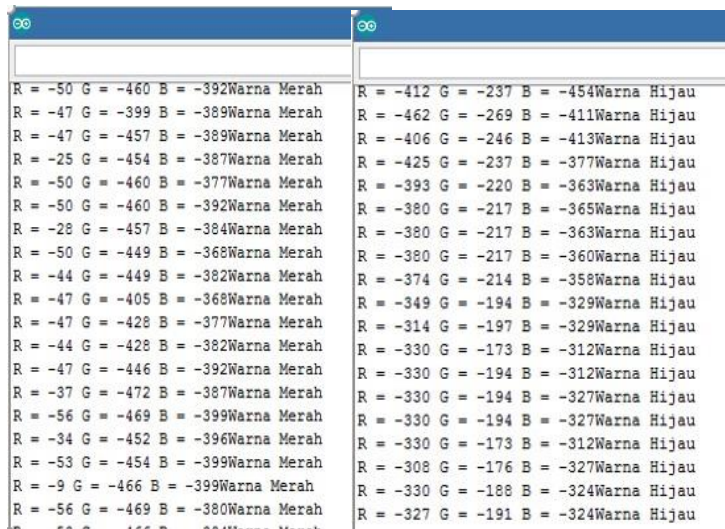 R = -50 G = -460 B = -392Warna Merah
R = -47 G = -399 B = -389Warna Merah
R = -47 G = -457 B = -389Warna Merah
R = -25 G = -454 B = -387Warna Merah
R = -50 G = -460 B = -377Warna Merah
R = -50 G = -460 B = -392Warna Merah
R = -28 G = -457 B = -384Warna Merah
R = -50 G = -449 B = -368Warna Merah
R = -44 G = -449 B = -382Warna Merah
R = -47 G = -405 B = -368Warna Merah
R = -47 G = -428 B = -377Warna Merah
R = -44 G = -428 B = -382Warna Merah
R = -47 G = -446 B = -392Warna Merah
R = -37 G = -472 B = -387Warna Merah
R = -56 G = -469 B = -399Warna Merah
R = -34 G = -452 B = -396Warna Merah
R = -53 G = -454 B = -399Warna Merah
R = -9 G = -466 B = -399Warna Merah
R = -56 G = -469 B = -380Warna Merah
R = -412 G = -237 B = -454Warna Hijau
R = -462 G = -269 B = -411Warna Hijau
R = -406 G = -246 B = -413Warna Hijau
R = -425 G = -237 B = -377Warna Hijau
R = -393 G = -220 B = -363Warna Hijau
R = -380 G = -217 B = -365Warna Hijau
R = -380 G = -217 B = -363Warna Hijau
R = -380 G = -217 B = -360Warna Hijau
R = -374 G = -214 B = -358Warna Hijau
R = -349 G = -194 B = -329Warna Hijau
R = -314 G = -197 B = -329Warna Hijau
R = -330 G = -173 B = -312Warna Hijau
R = -330 G = -194 B = -312Warna Hijau
R = -330 G = -194 B = -327Warna Hijau
R = -330 G = -194 B = -327Warna Hijau
R = -330 G = -173 B = -312Warna Hijau
R = -308 G = -176 B = -327Warna Hijau
R = -330 G = -188 B = -324Warna Hijau
R = -327 G = -191 B = -324Warna Hijau